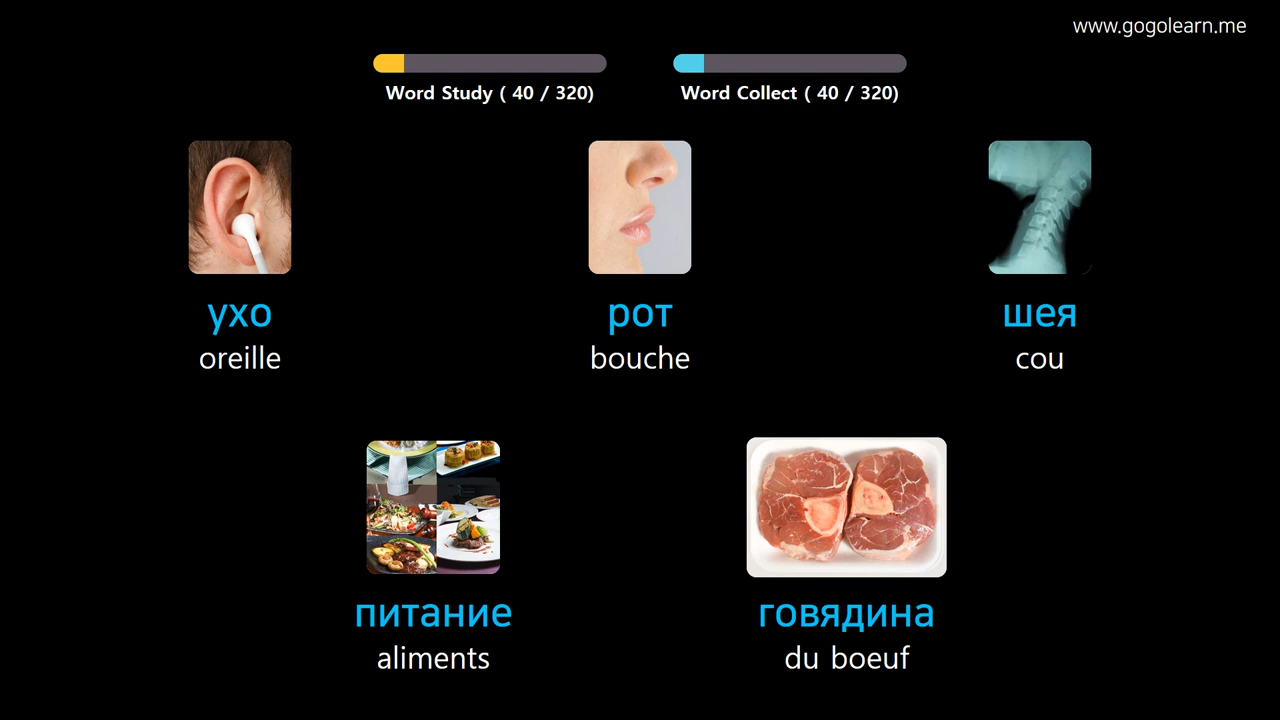 www.gogolearn.me
Word Study ( 40 / 320)
Word Collect ( 40 / 320)
ухо
oreille
рот
bouche
шея
cou
питание
aliments
говядина
du boeuf